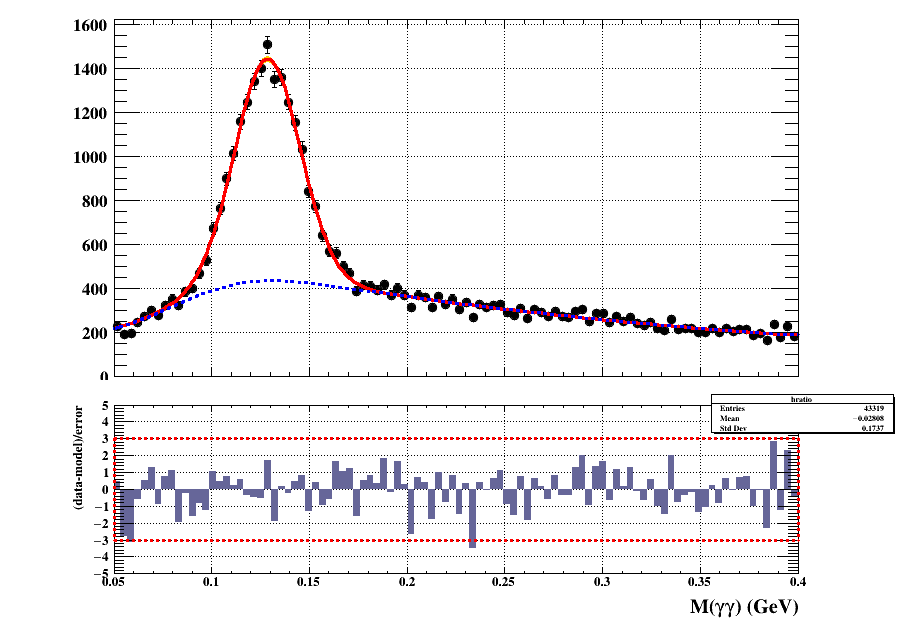 1600
1400
1200
1000
800
600
400
200
0
(data-model)/error
5
4
3
2
1
0
−1
−2
−3
−4
−5
hratio
Entries 43319
Mean −0.02808
Std Dev 0.1737
0.05 0.1 0.15 0.2 0.25 0.3 0.35 0.4
M(γγ) (GeV)